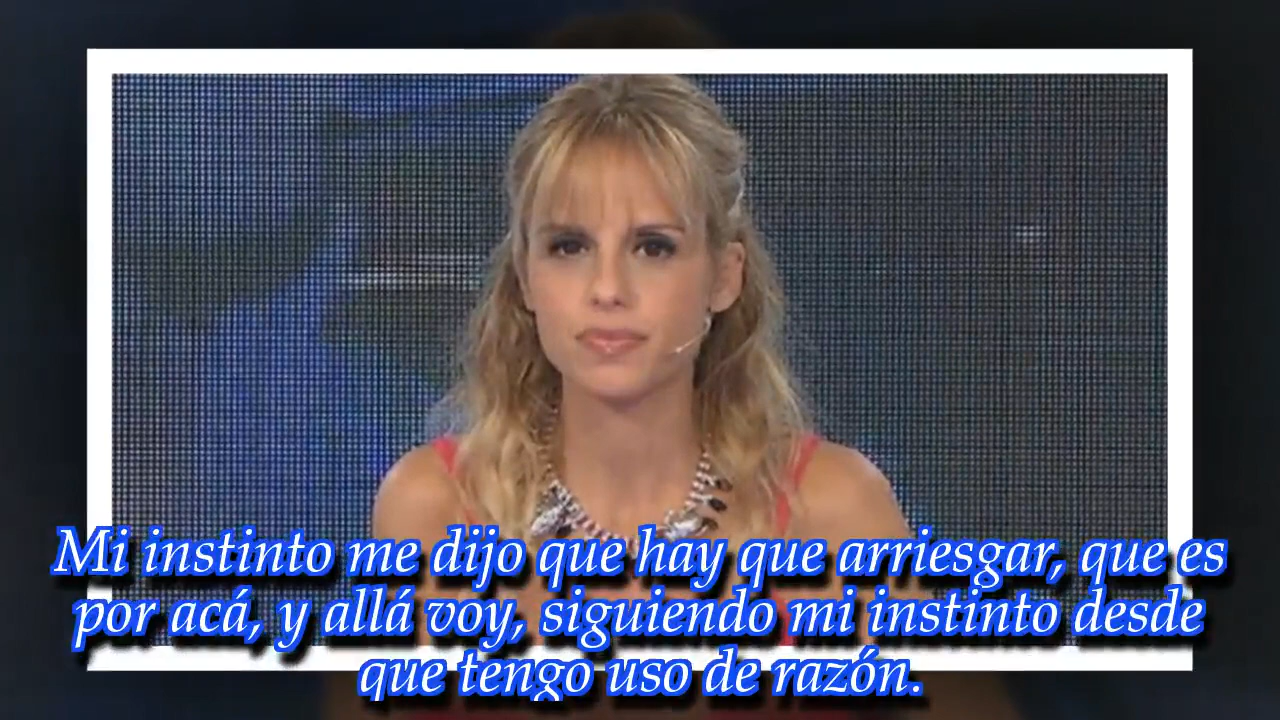 Mi instinto me dijo que hay que arriesgar, que es
por acá, y allá voy, siguiendo mi instinto desde
que tengo uso de razón.